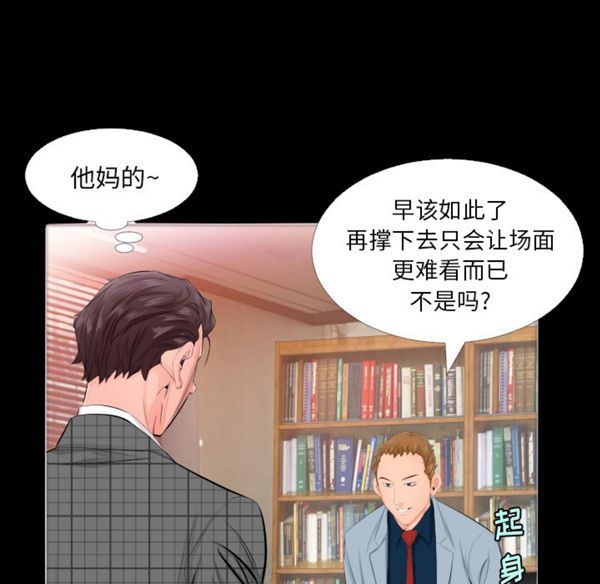 他妈的~
早该如此了
再撑下去只会让场面
更难看而已
不是吗?
起身